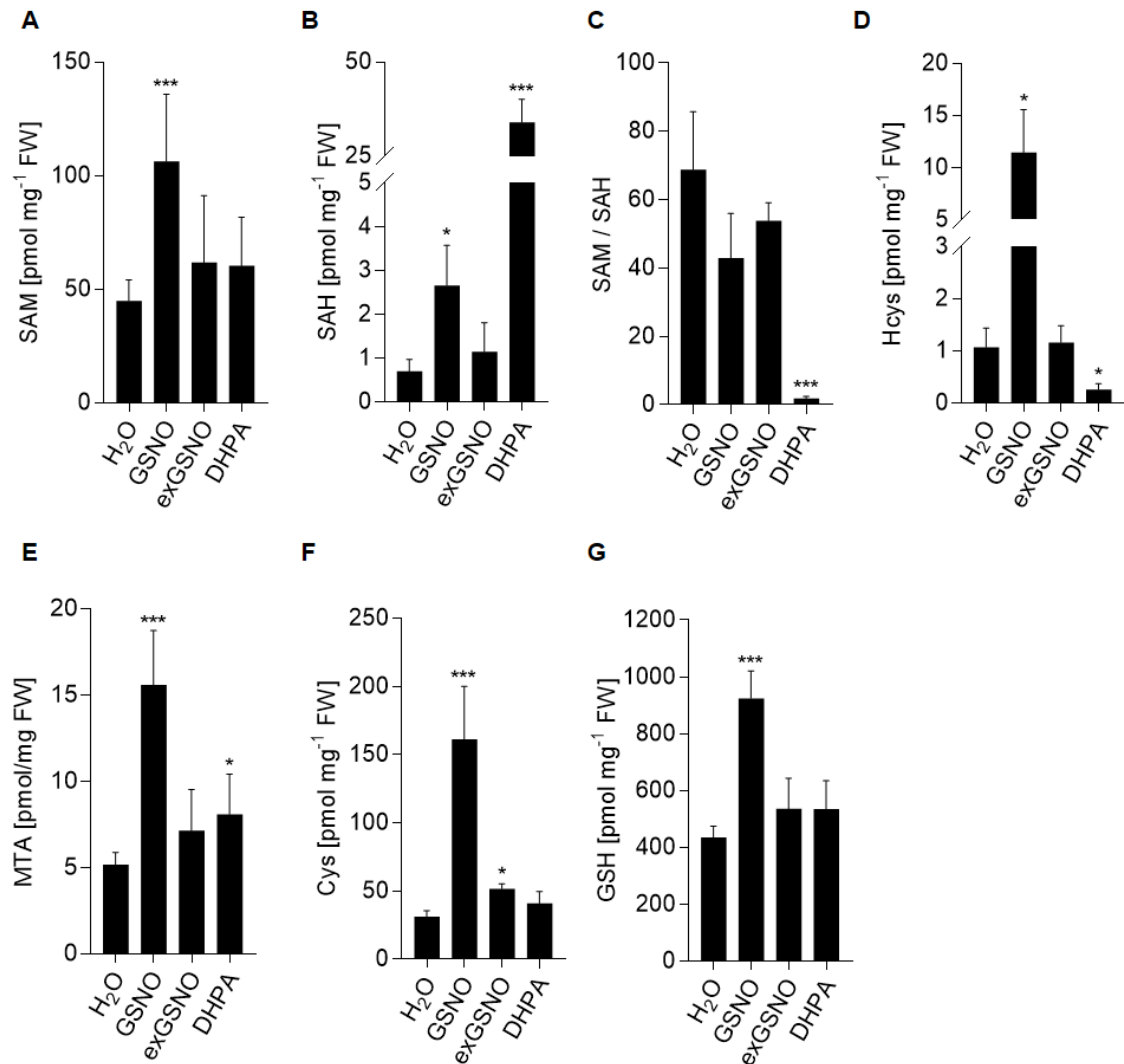 A
SAM [pmol mg⁻¹ FW]
150
100
50
0
***
H₂O
GSNO
exGSNO
DHPA
B
SAH [pmol mg⁻¹ FW]
50
25
5
4
3
2
1
0
*
***
H₂O
GSNO
exGSNO
DHPA
C
SAM / SAH
100
80
60
40
20
0
***
H₂O
GSNO
exGSNO
DHPA
D
Hcys [pmol mg⁻¹ FW]
20
15
10
5
3
2
1
0
*
*
H₂O
GSNO
exGSNO
DHPA
E
MTA [pmol/mg FW]
20
15
10
5
0
***
*
H₂O
GSNO
exGSNO
DHPA
F
Cys [pmol mg⁻¹ FW]
250
200
150
100
50
0
***
*
H₂O
GSNO
exGSNO
DHPA
G
GSH [pmol mg⁻¹ FW]
1200
1000
800
600
400
200
0
***
H₂O
GSNO
exGSNO
DHPA